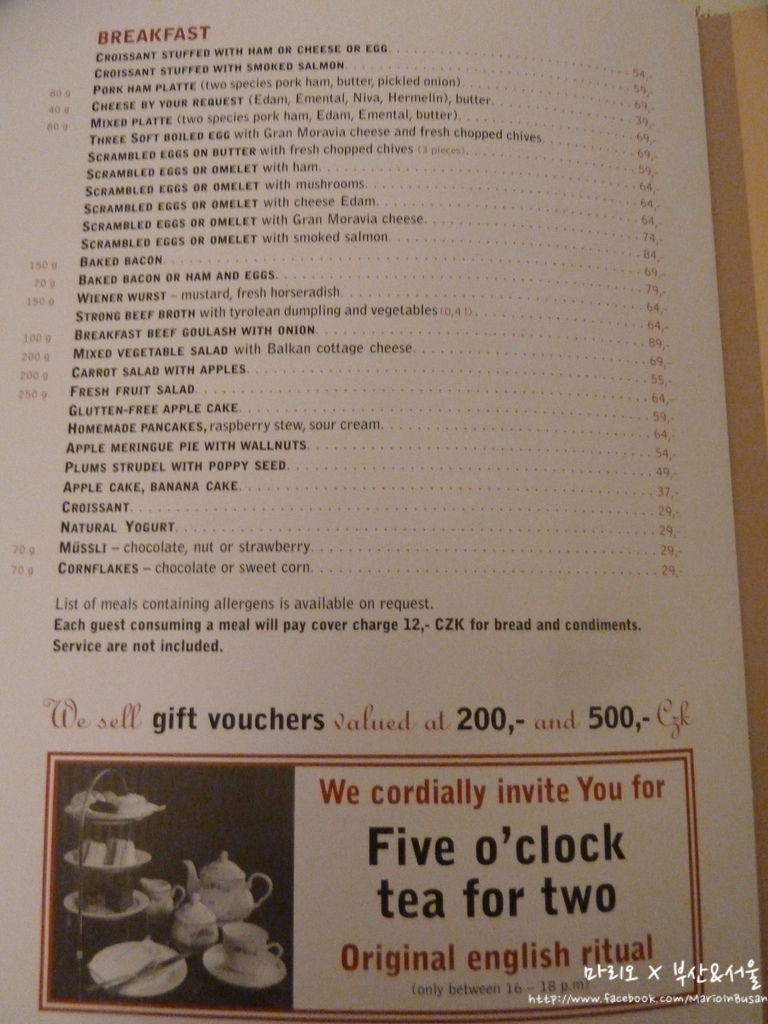 BREAKFAST
CROISSANT STUFFED WITH HAM OR CHEESE OR EGG 54,-
CROISSANT STUFFED WITH SMOKED SALMON 59,-
80 g PORK HAM PLATTE (two species pork ham, butter, pickled onion) 69,-
40 g CHEESE BY YOUR REQUEST (Edam, Emental, Niva, Hermelin), butter 39,-
80 g MIXED PLATTE (two species pork ham, Edam, Emental, butter) 69,-
THREE SOFT BOILED EGG with Gran Moravia cheese and fresh chopped chives 69,-
SCRAMBLED EGGS ON BUTTER with fresh chopped chives (3 pieces) 59,-
SCRAMBLED EGGS OR OMELET with ham 64,-
SCRAMBLED EGGS OR OMELET with mushrooms 64,-
SCRAMBLED EGGS OR OMELET with cheese Edam 64,-
SCRAMBLED EGGS OR OMELET with Gran Moravia cheese 74,-
SCRAMBLED EGGS OR OMELET with smoked salmon 84,-
150 g BAKED BACON 69,-
70 g BAKED BACON OR HAM AND EGGS 79,-
150 g WIENER WURST – mustard, fresh horseradish 64,-
STRONG BEEF BROTH with tyrolean dumpling and vegetables (0,4 l) 64,-
100 g BREAKFAST BEEF GOULASH WITH ONION 89,-
200 g MIXED VEGETABLE SALAD with Balkan cottage cheese 69,-
200 g CARROT SALAD WITH APPLES 55,-
250 g FRESH FRUIT SALAD 64,-
GLUTTEN-FREE APPLE CAKE 59,-
HOMEMADE PANCAKES, raspberry stew, sour cream 64,-
APPLE MERINGUE PIE WITH WALLNUTS 54,-
PLUMS STRUDEL WITH POPPY SEED 49,-
APPLE CAKE, BANANA CAKE 37,-
CROISSANT 29,-
NATURAL YOGURT 29,-
70 g MÜSSLI – chocolate, nut or strawberry 29,-
70 g CORNFLAKES – chocolate or sweet corn 29,-
List of meals containing allergens is available on request.
Each guest consuming a meal will pay cover charge 12,- CZK for bread and condiments.
Service are not included.
We sell gift vouchers valued at 200,- and 500,- Czk
We cordially invite You for
Five o'clock
tea for two
Original english ritual
(only between 16 – 18 p.m)
마리오 X 부산&서울
http://www.facebook.com/MarioInBusan